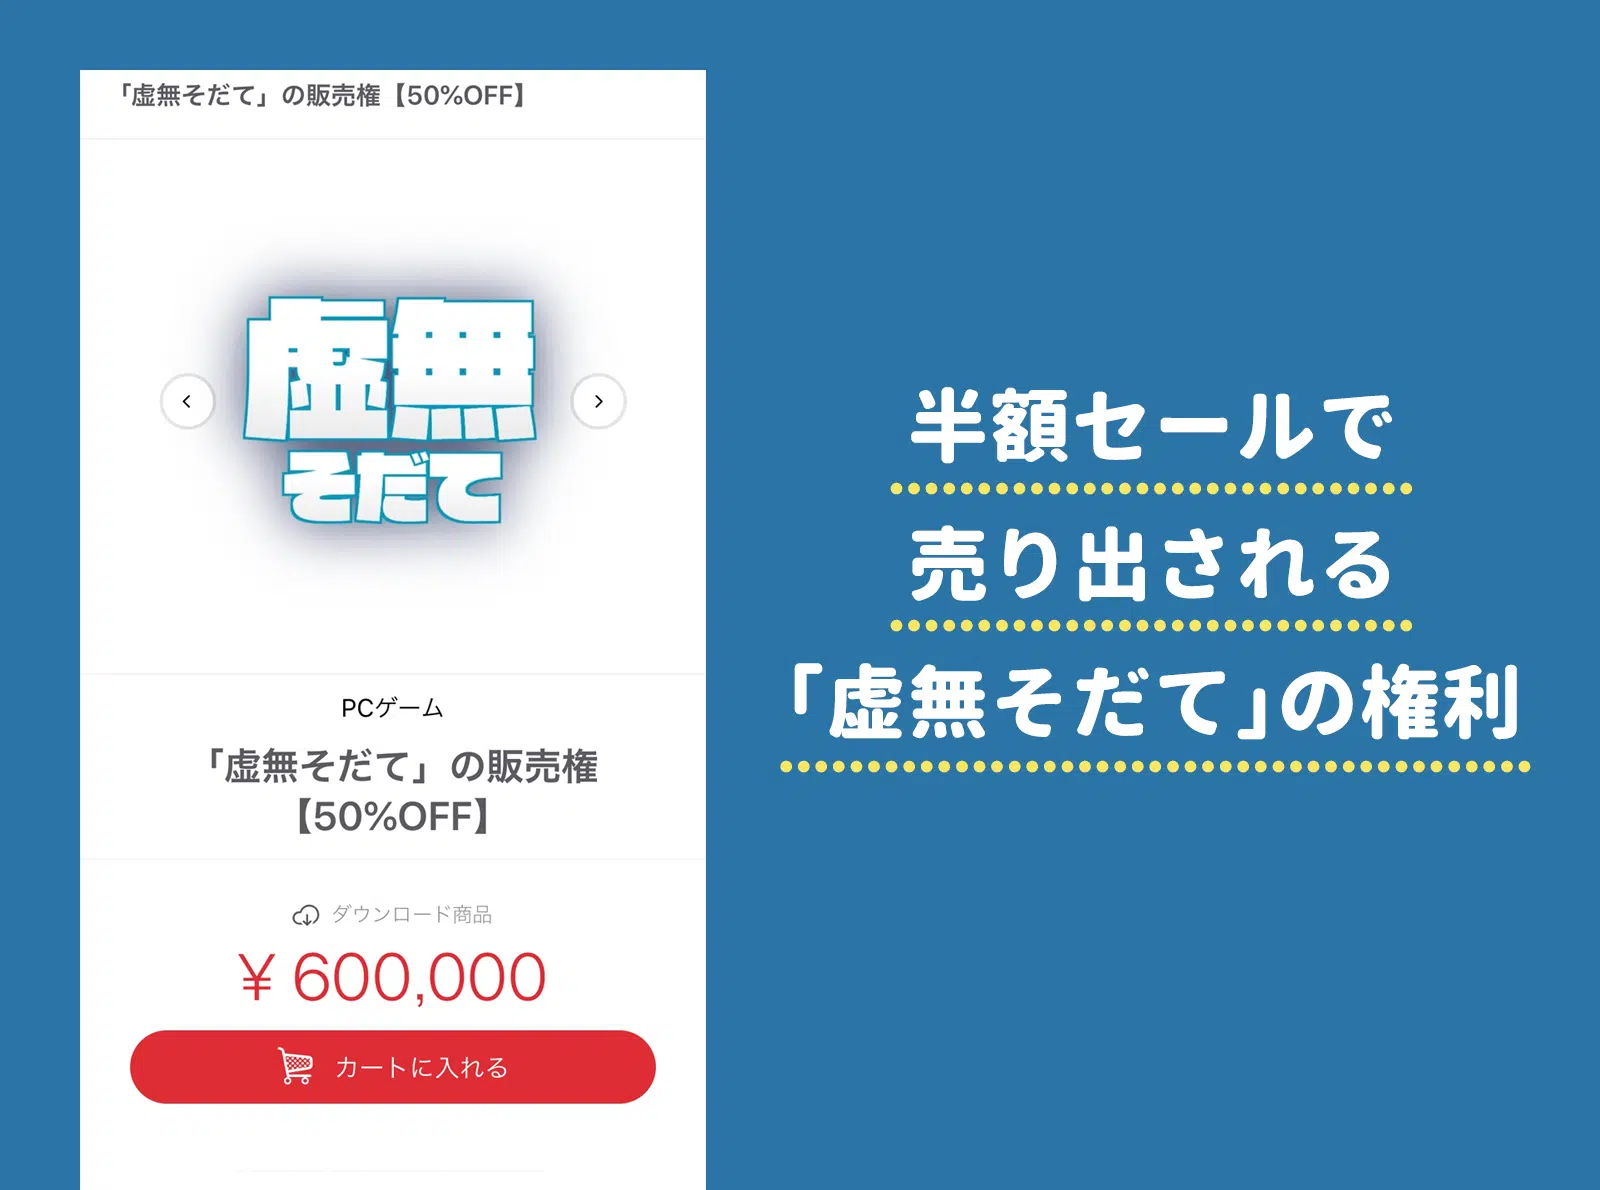 「虚無そだて」の販売権【50%OFF】
虚無
そだて
PCゲーム
「虚無そだて」の販売権
【50%OFF】
ダウンロード商品
¥ 600,000
カートに入れる
半額セールで
売り出される
「虚無そだて」の権利